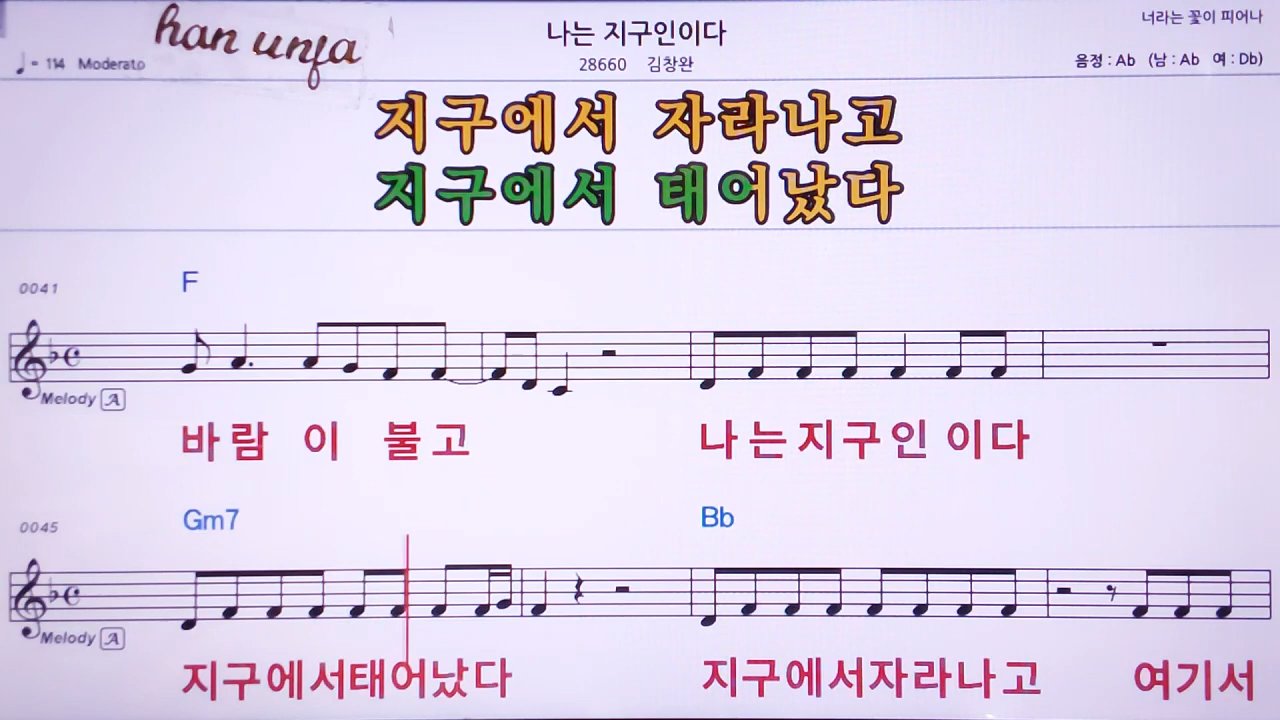 han unfa
나는 지구인이다
너라는 꽃이 피어나
♩= 114 Moderato
28660 김창완
음정 : Ab (남 : Ab 여 : Db)
지구에서 자라나고
지구에서 태어났다
0041
F
Melody A
바람 이 불고 나는지구인 이다
0045
Gm7 Bb
Melody A
지구에서태어났다 지구에서자라나고 여기서